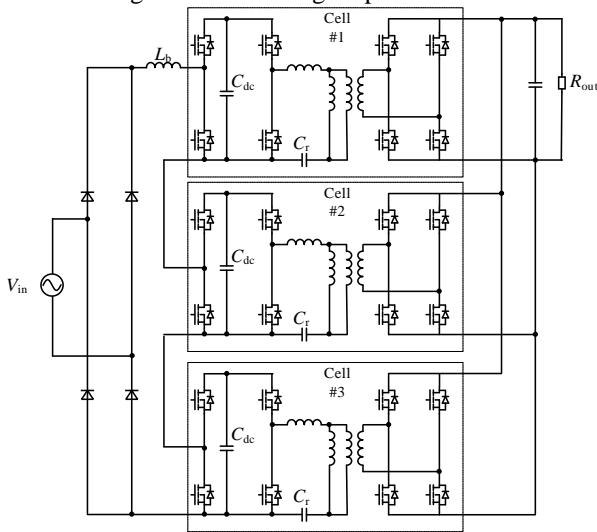 Cell
#1
L_b
C_dc
R_out
C_r
Cell
#2
C_dc
V_in
C_r
Cell
#3
C_dc
C_r